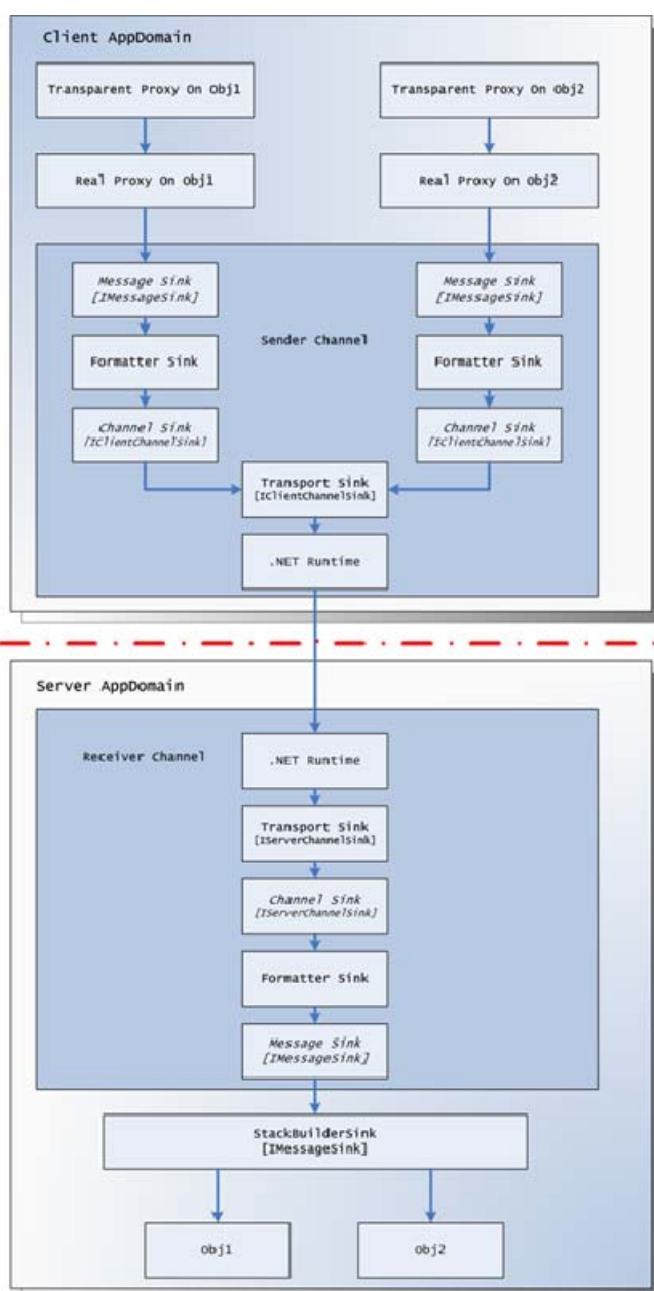 Client AppDomain
Transparent Proxy On Obj1
Transparent Proxy On Obj2
Real Proxy On Obj1
Real Proxy On Obj2
Message Sink
[IMessageSink]
Message Sink
[IMessageSink]
Sender Channel
Formatter Sink
Formatter Sink
Channel Sink
[IClientChannelSink]
Channel Sink
[IClientChannelSink]
Transport Sink
[IClientChannelSink]
.NET Runtime
Server AppDomain
Receiver Channel
.NET Runtime
Transport Sink
[IServerChannelSink]
Channel Sink
[IServerChannelSink]
Formatter Sink
Message Sink
[IMessageSink]
StackBuilderSink
[IMessageSink]
Obj1
Obj2